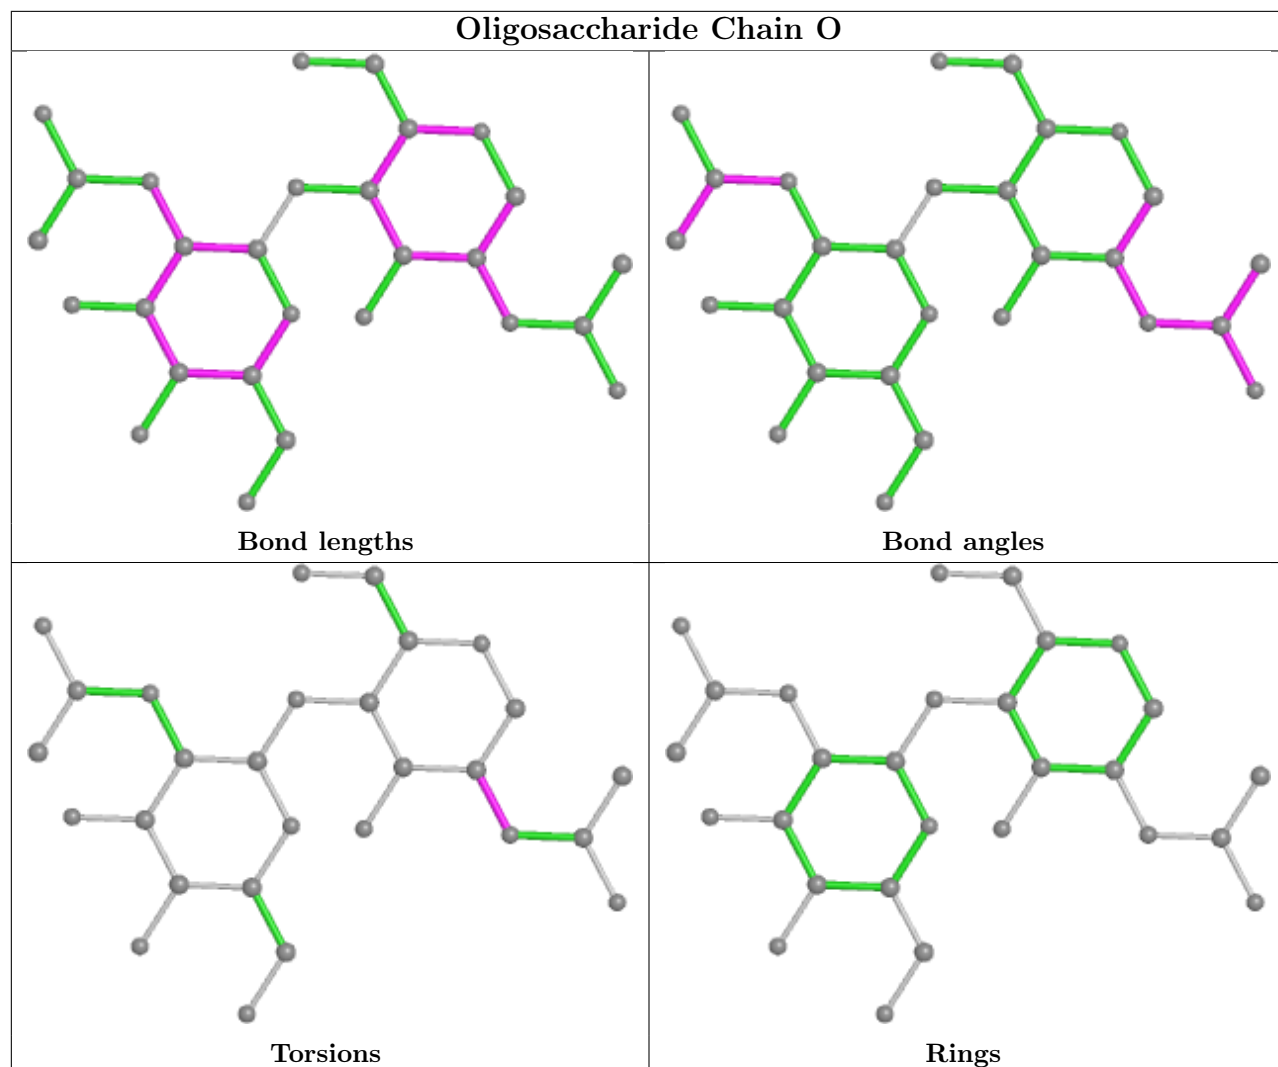 Oligosaccharide Chain O
Bond lengths
Bond angles
Torsions
Rings